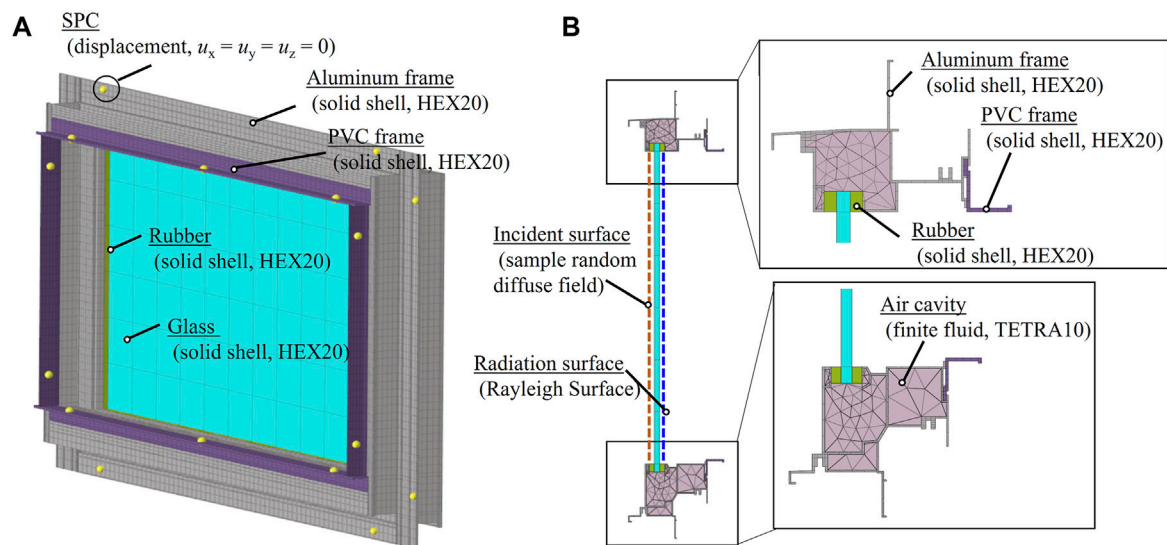 A
SPC
(displacement, ux = uy = uz = 0)
Aluminum frame
(solid shell, HEX20)
PVC frame
(solid shell, HEX20)
Rubber
(solid shell, HEX20)
Glass
(solid shell, HEX20)
B
Incident surface
(sample random
diffuse field)
Radiation surface
(Rayleigh Surface)
Aluminum frame
(solid shell, HEX20)
PVC frame
(solid shell, HEX20)
Rubber
(solid shell, HEX20)
Air cavity
(finite fluid, TETRA10)